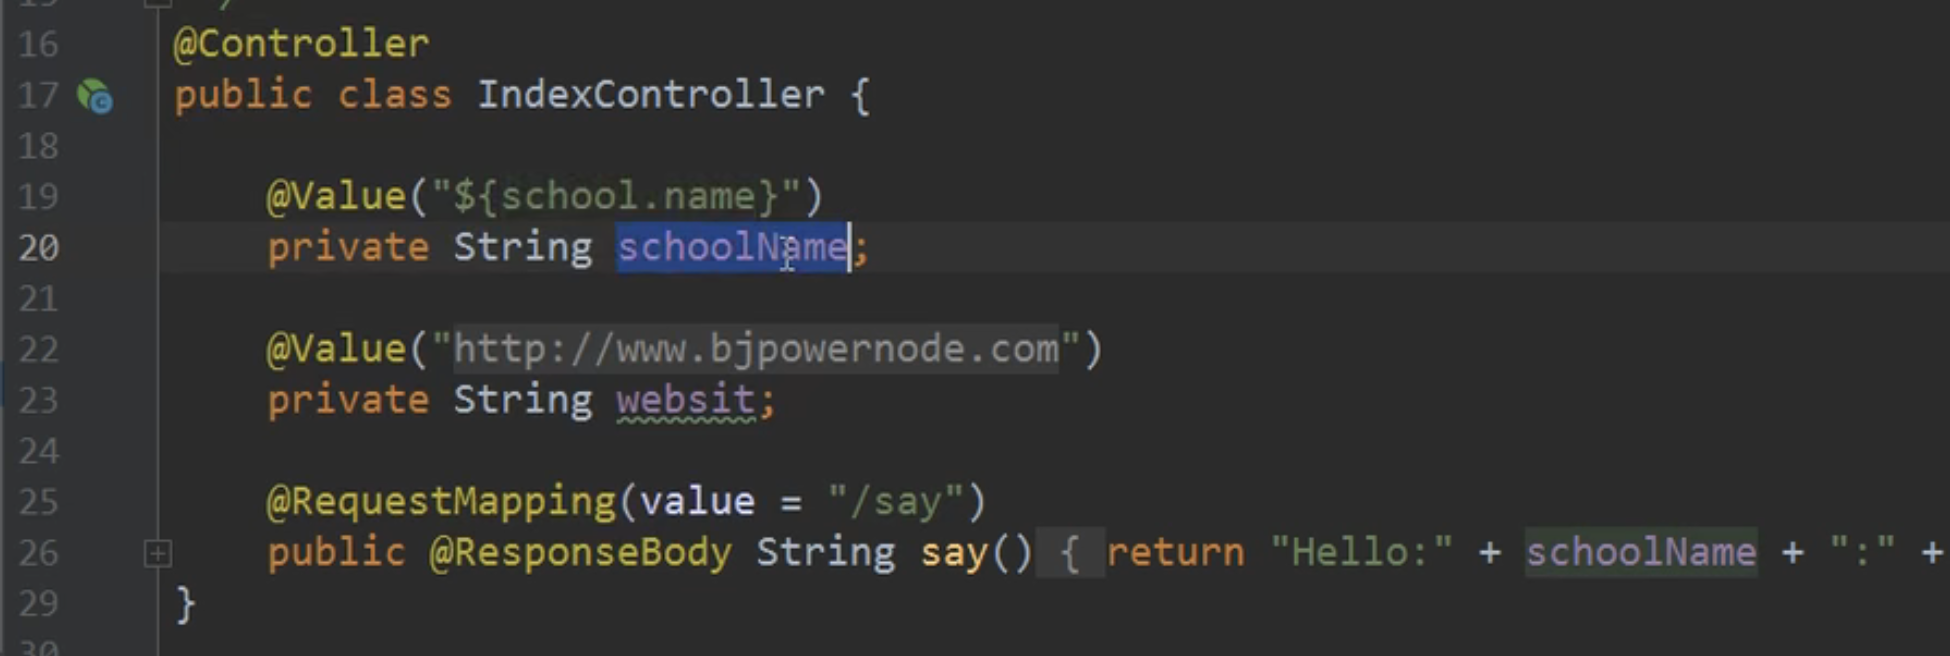 16 @Controller
17 public class IndexController {
18
19 @Value("${school.name}")
20 private String schoolName;
21
22 @Value("http://www.bjpowernode.com")
23 private String websit;
24
25 @RequestMapping(value = "/say")
26 public @ResponseBody String say() { return "Hello:" + schoolName + ":" +
29 }
30